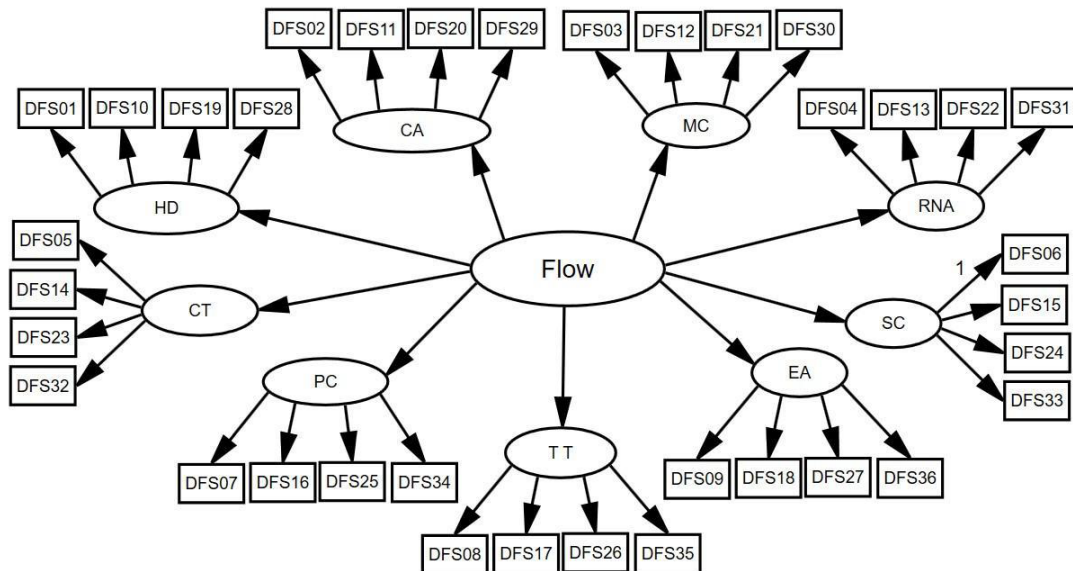 DFS02 DFS11 DFS20 DFS29
DFS03 DFS12 DFS21 DFS30
DFS01 DFS10 DFS19 DFS28
DFS04 DFS13 DFS22 DFS31
CA
MC
HD
RNA
DFS05
DFS14
DFS23
DFS32
CT
Flow
1
SC
DFS06
DFS15
DFS24
DFS33
PC
EA
T T
DFS07 DFS16 DFS25 DFS34
DFS09 DFS18 DFS27 DFS36
DFS08 DFS17 DFS26 DFS35